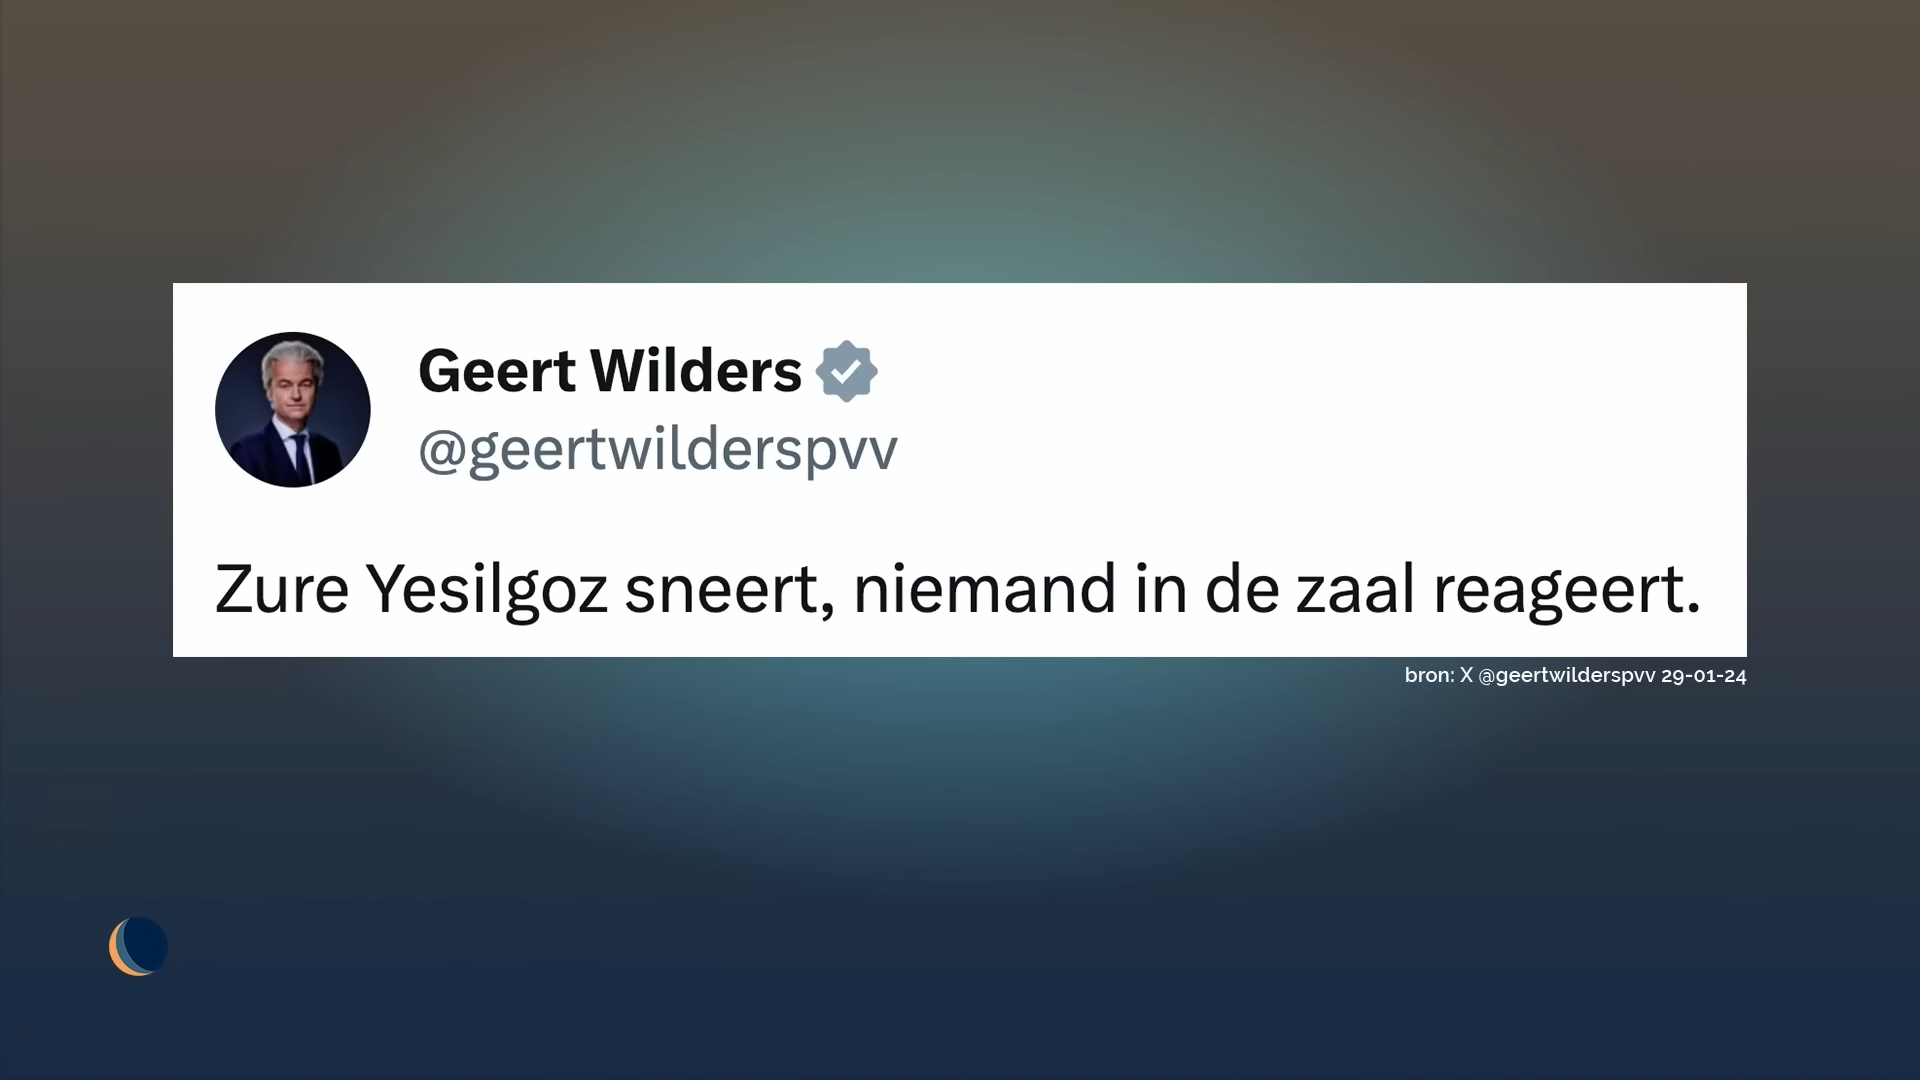 Geert Wilders
@geertwilderspvv
Zure Yesilgoz sneert, niemand in de zaal reageert.
bron: X @geertwilderspvv 29-01-24